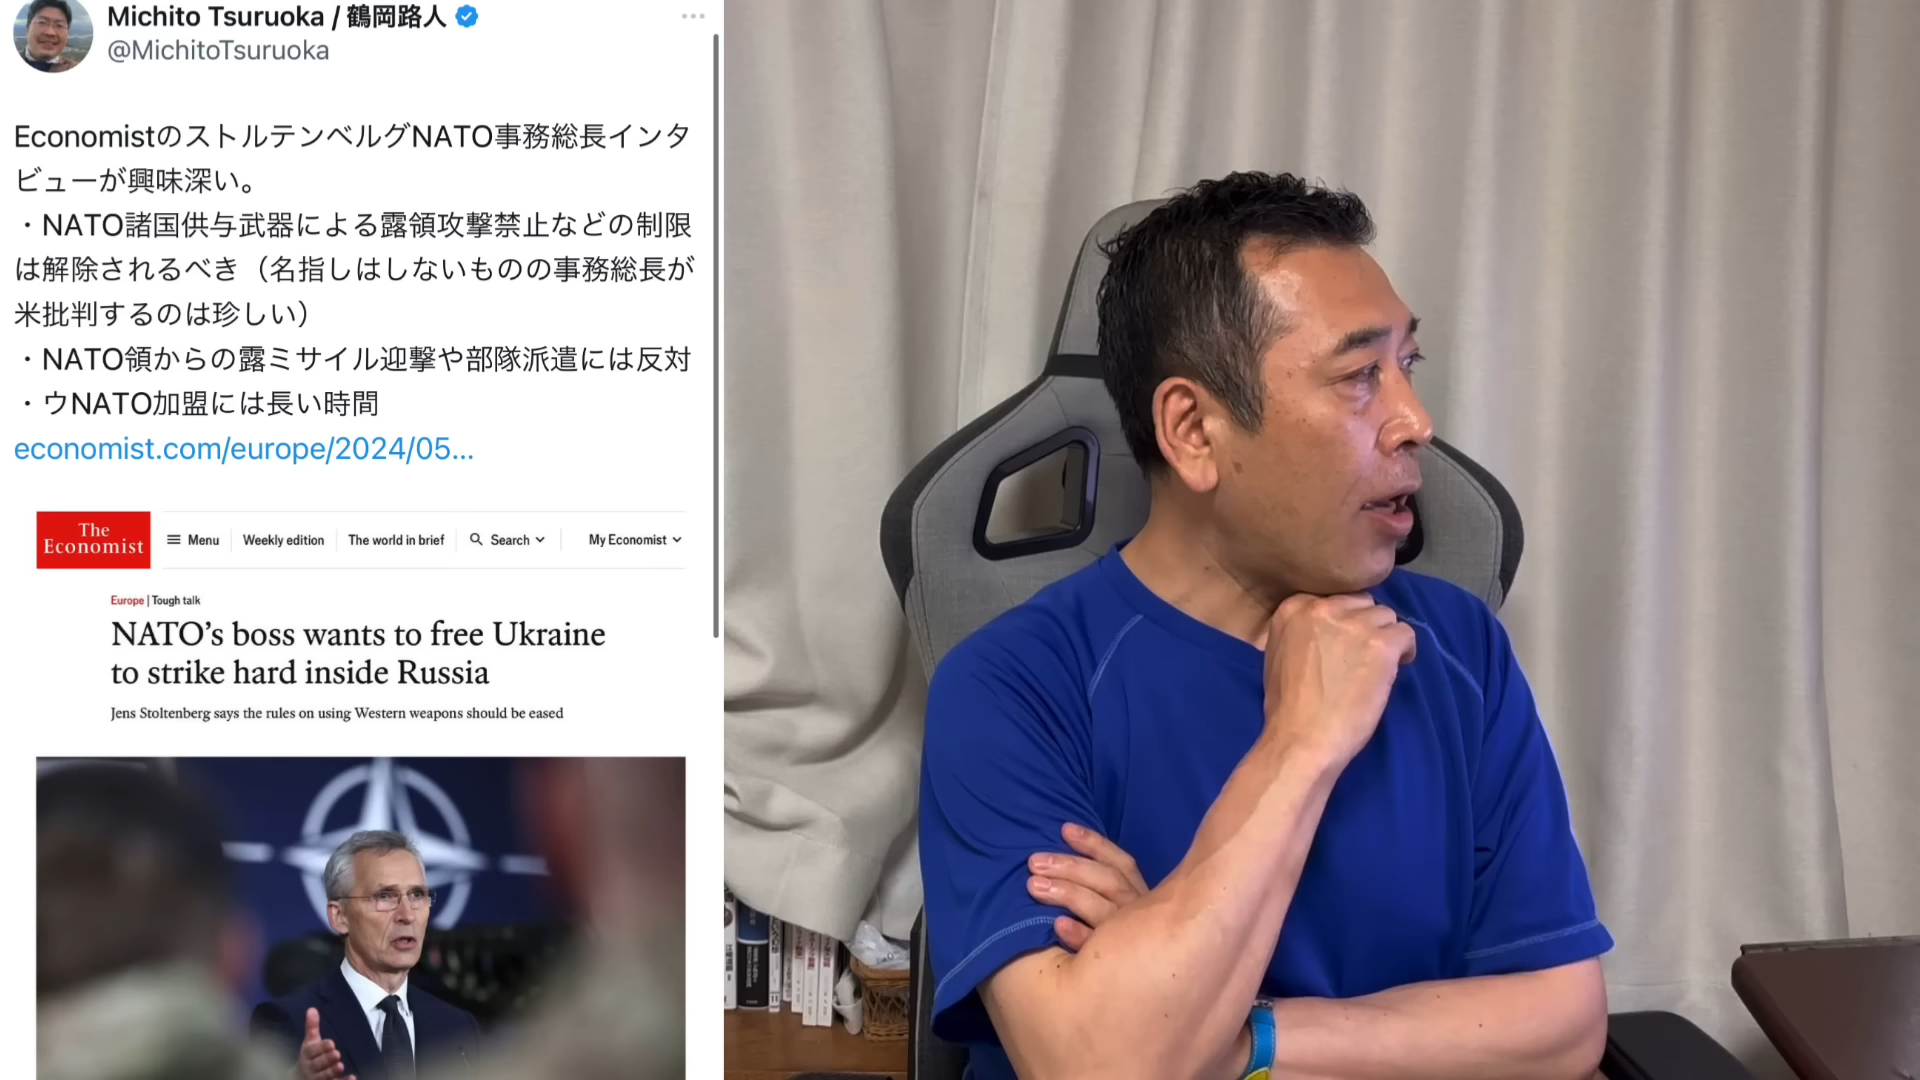 Michito Tsuruoka / 鶴岡路人
@MichitoTsuruoka
EconomistのストルテンベルグNATO事務総長インタ
ビューが興味深い。
・NATO諸国供与武器による露領攻撃禁止などの制限
は解除されるべき（名指しはしないものの事務総長が
米批判するのは珍しい）
・NATO領からの露ミサイル迎撃や部隊派遣には反対
・ウNATO加盟には長い時間
economist.com/europe/2024/05...
The
Economist
Menu
Weekly edition
The world in brief
Search
My Economist
Europe | Tough talk
NATO’s boss wants to free Ukraine
to strike hard inside Russia
Jens Stoltenberg says the rules on using Western weapons should be eased